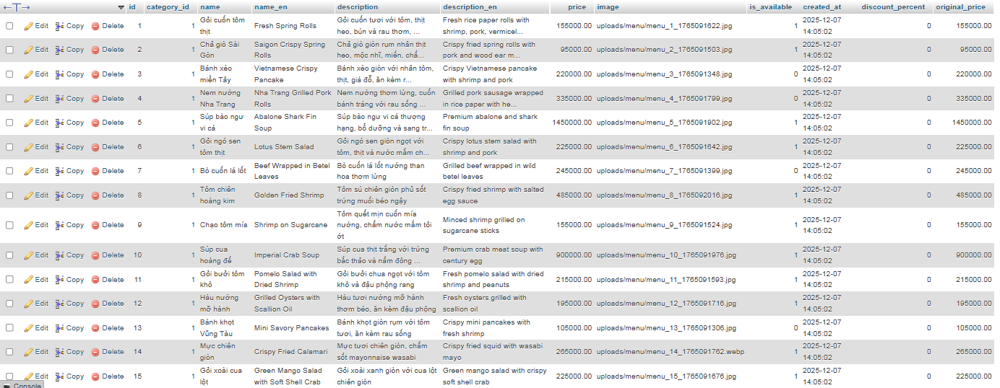 id category_id name name_en description description_en price image is_available created_at discount_percent original_price
Edit Copy Delete 1 1 Gỏi cuốn tôm thịt Fresh Spring Rolls Gỏi cuốn tươi với tôm, thịt heo, bún và rau thơm, ... Fresh rice paper rolls with shrimp, pork, vermicel... 155000.00 uploads/menu/menu_1_1765091622.jpg 1 2025-12-07 14:05:02 0 155000.00
Edit Copy Delete 2 1 Chả giò Sài Gòn Saigon Crispy Spring Rolls Chả giò giòn rụm nhân thịt heo, mộc nhĩ, miến, chấ... Crispy fried spring rolls with pork and wood ear m... 95000.00 uploads/menu/menu_2_1765091503.jpg 1 2025-12-07 14:05:02 0 95000.00
Edit Copy Delete 3 1 Bánh xèo miền Tây Vietnamese Crispy Pancake Bánh xèo giòn với nhân tôm, thịt, giá đỗ, ăn kèm r... Crispy Vietnamese pancake with shrimp and pork 220000.00 uploads/menu/menu_3_1765091348.jpg 0 2025-12-07 14:05:02 0 220000.00
Edit Copy Delete 4 1 Nem nướng Nha Trang Nha Trang Grilled Pork Rolls Nem nướng thơm lừng, cuốn bánh tráng với rau sống ... Grilled pork sausage wrapped in rice paper with he... 335000.00 uploads/menu/menu_4_1765091799.jpg 0 2025-12-07 14:05:02 0 335000.00
Edit Copy Delete 5 1 Súp bào ngư vi cá Abalone Shark Fin Soup Súp bào ngư vi cá thượng hạng, bổ dưỡng và sang tr... Premium abalone and shark fin soup 1450000.00 uploads/menu/menu_5_1765091902.jpg 1 2025-12-07 14:05:02 0 1450000.00
Edit Copy Delete 6 1 Gỏi ngó sen tôm thịt Lotus Stem Salad Gỏi ngó sen giòn ngọt với tôm, thịt và nước mắm ch... Crispy lotus stem salad with shrimp and pork 225000.00 uploads/menu/menu_6_1765091642.jpg 1 2025-12-07 14:05:02 0 225000.00
Edit Copy Delete 7 1 Bò cuốn lá lốt Beef Wrapped in Betel Leaves Bò cuốn lá lốt nướng than hoa thơm lừng Grilled beef wrapped in wild betel leaves 245000.00 uploads/menu/menu_7_1765091399.jpg 0 2025-12-07 14:05:02 0 245000.00
Edit Copy Delete 8 1 Tôm chiên hoàng kim Golden Fried Shrimp Tôm sú chiên giòn phủ sốt trứng muối béo ngậy Crispy fried shrimp with salted egg sauce 485000.00 uploads/menu/menu_8_1765092016.jpg 1 2025-12-07 14:05:02 0 485000.00
Edit Copy Delete 9 1 Chạo tôm mía Shrimp on Sugarcane Tôm quết mịn cuốn mía nướng, chấm nước mắm tỏi ớt Minced shrimp grilled on sugarcane sticks 155000.00 uploads/menu/menu_9_1765091524.jpg 1 2025-12-07 14:05:02 0 155000.00
Edit Copy Delete 10 1 Súp cua hoàng đế Imperial Crab Soup Súp cua thịt trắng với trứng bắc thảo và nấm đông ... Premium crab meat soup with century egg 900000.00 uploads/menu/menu_10_1765091976.jpg 1 2025-12-07 14:05:02 0 900000.00
Edit Copy Delete 11 1 Gỏi bưởi tôm khô Pomelo Salad with Dried Shrimp Gỏi bưởi chua ngọt với tôm khô và đậu phộng rang Fresh pomelo salad with dried shrimp and peanuts 215000.00 uploads/menu/menu_11_1765091593.jpg 1 2025-12-07 14:05:02 0 215000.00
Edit Copy Delete 12 1 Hàu nướng mỡ hành Grilled Oysters with Scallion Oil Hàu tươi nướng mỡ hành thơm béo, ăn kèm đậu phộng Fresh oysters grilled with scallion oil 195000.00 uploads/menu/menu_12_1765091716.jpg 1 2025-12-07 14:05:02 0 195000.00
Edit Copy Delete 13 1 Bánh khọt Vũng Tàu Mini Savory Pancakes Bánh khọt giòn rụm với tôm tươi, ăn kèm rau sống Crispy mini pancakes with fresh shrimp 105000.00 uploads/menu/menu_13_1765091306.jpg 0 2025-12-07 14:05:02 0 105000.00
Edit Copy Delete 14 1 Mực chiên giòn Crispy Fried Calamari Mực tươi chiên giòn, chấm sốt mayonnaise wasabi Crispy fried squid with wasabi mayo 265000.00 uploads/menu/menu_14_1765091762.webp 1 2025-12-07 14:05:02 0 265000.00
Edit Copy Delete 15 1 Gỏi xoài cua lột Green Mango Salad with Soft Shell Crab Gỏi xoài xanh giòn với cua lột chiên giòn Green mango salad with crispy soft shell crab 225000.00 uploads/menu/menu_15_1765091676.jpg 1 2025-12-07 14:05:02 0 225000.00
Console